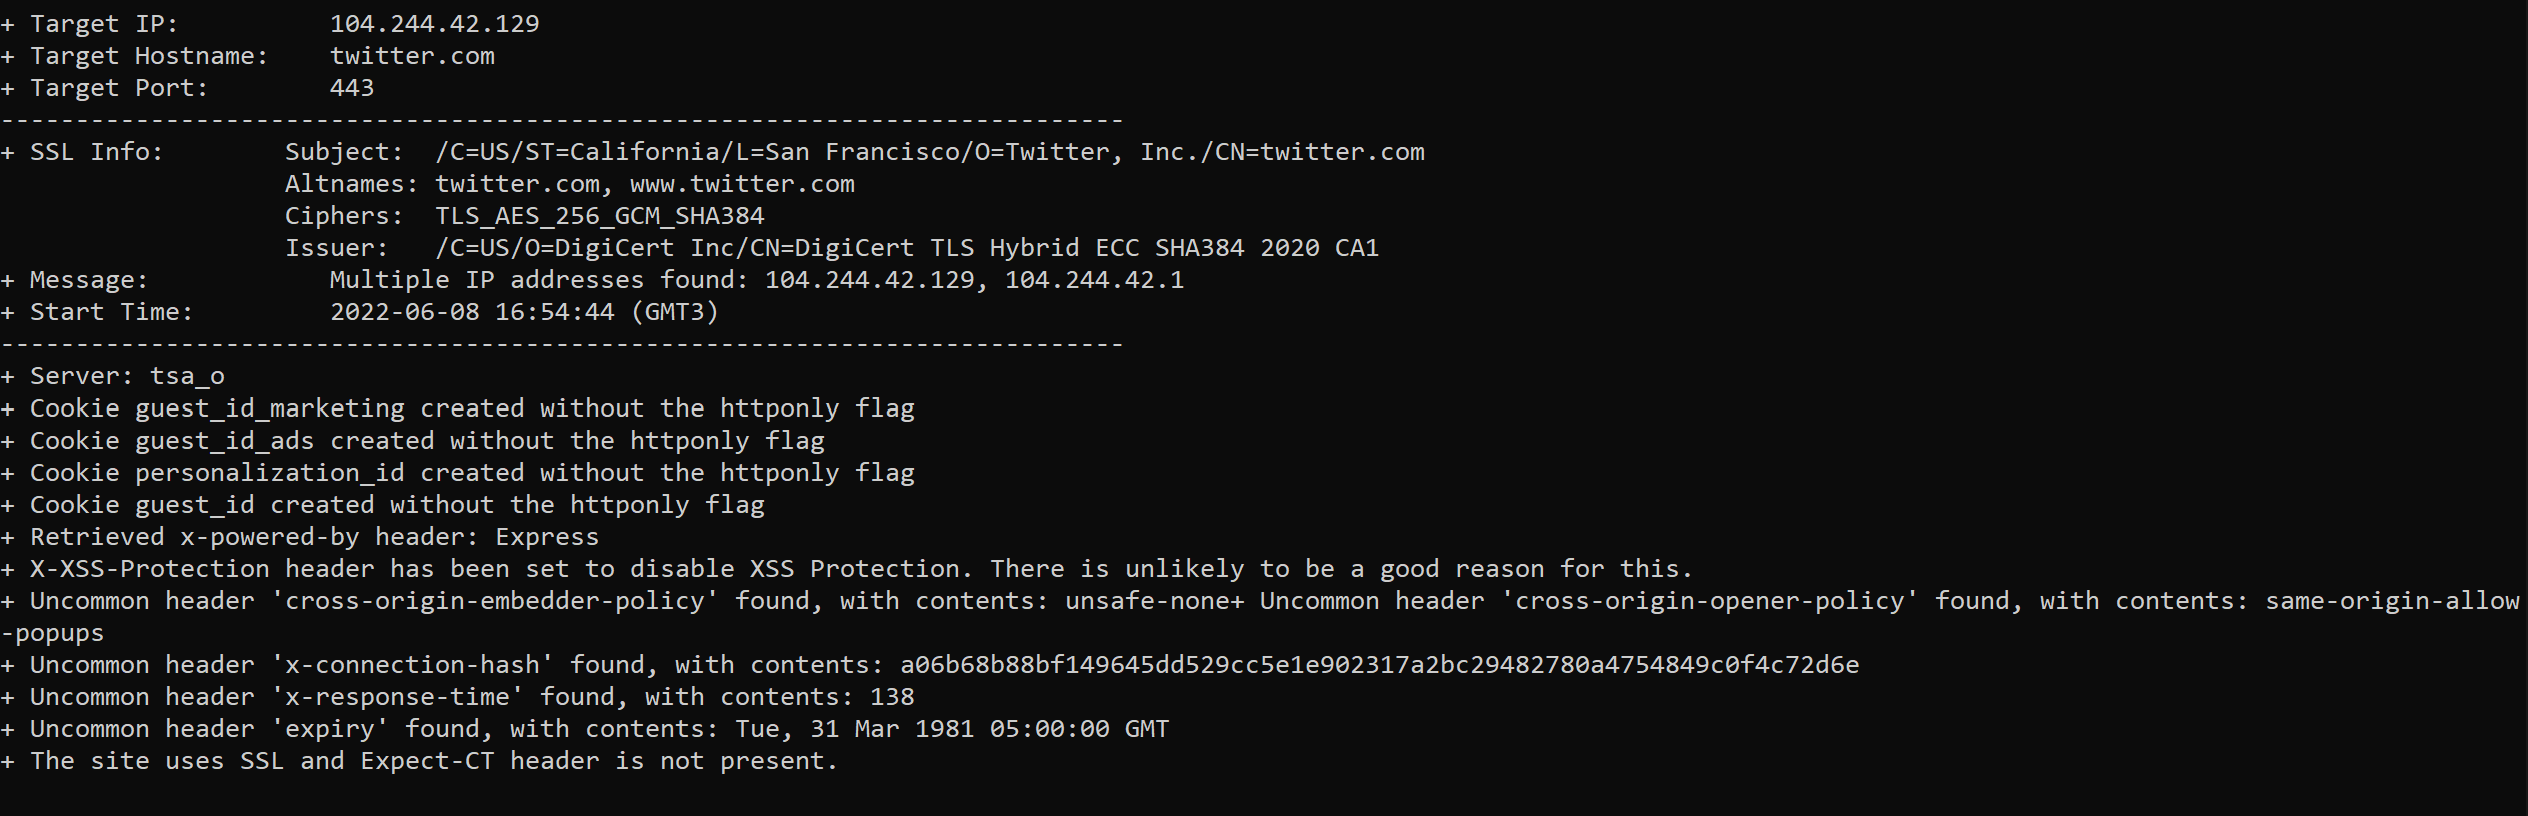 + Target IP:          104.244.42.129
+ Target Hostname:    twitter.com
+ Target Port:        443
---------------------------------------------------------------------------
+ SSL Info:        Subject:  /C=US/ST=California/L=San Francisco/O=Twitter, Inc./CN=twitter.com
                   Altnames: twitter.com, www.twitter.com
                   Ciphers:  TLS_AES_256_GCM_SHA384
                   Issuer:   /C=US/O=DigiCert Inc/CN=DigiCert TLS Hybrid ECC SHA384 2020 CA1
+ Message:            Multiple IP addresses found: 104.244.42.129, 104.244.42.1
+ Start Time:         2022-06-08 16:54:44 (GMT3)
---------------------------------------------------------------------------
+ Server: tsa_o
+ Cookie guest_id_marketing created without the httponly flag
+ Cookie guest_id_ads created without the httponly flag
+ Cookie personalization_id created without the httponly flag
+ Cookie guest_id created without the httponly flag
+ Retrieved x-powered-by header: Express
+ X-XSS-Protection header has been set to disable XSS Protection. There is unlikely to be a good reason for this.
+ Uncommon header 'cross-origin-embedder-policy' found, with contents: unsafe-none+ Uncommon header 'cross-origin-opener-policy' found, with contents: same-origin-allow
-popups
+ Uncommon header 'x-connection-hash' found, with contents: a06b68b88bf149645dd529cc5e1e902317a2bc29482780a4754849c0f4c72d6e
+ Uncommon header 'x-response-time' found, with contents: 138
+ Uncommon header 'expiry' found, with contents: Tue, 31 Mar 1981 05:00:00 GMT
+ The site uses SSL and Expect-CT header is not present.